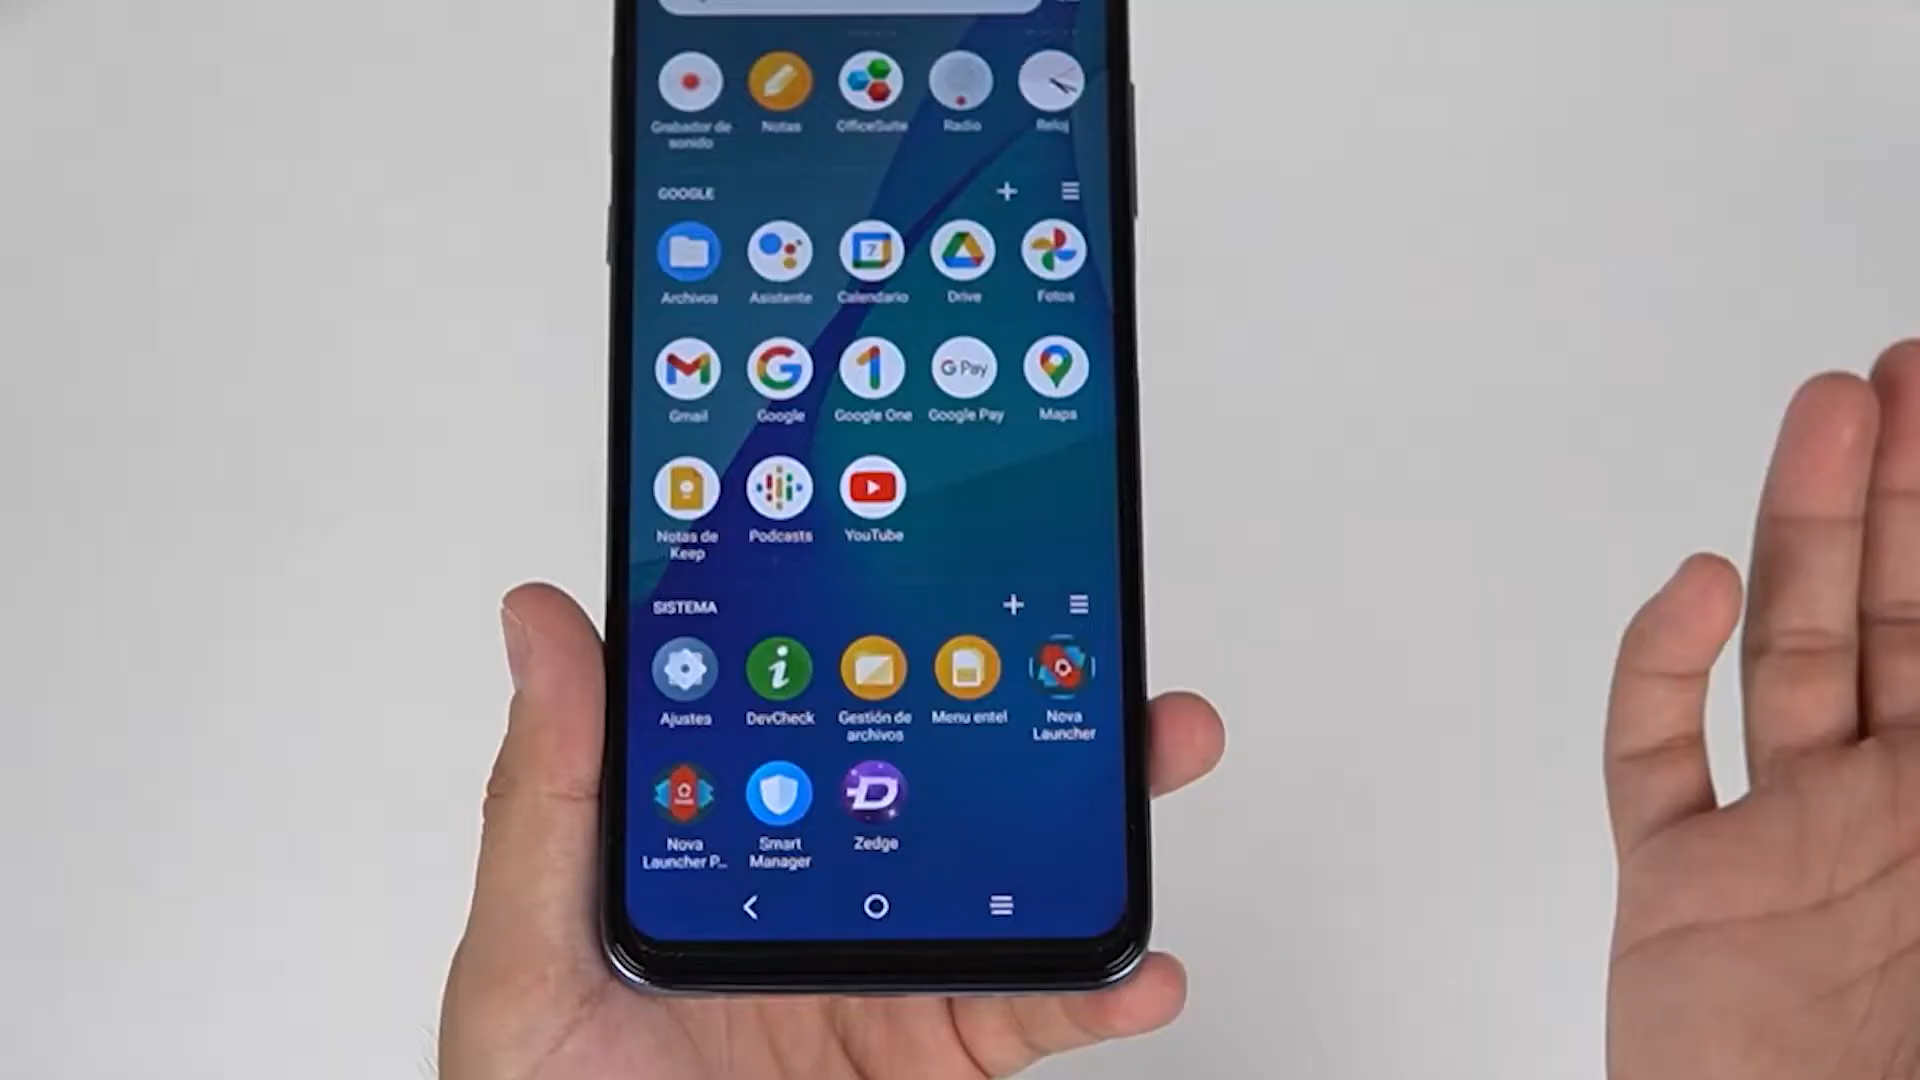 Grabador de
sonido
Notas
OfficeSuite
Radio
Reloj
GOOGLE
Archivos
Asistente
7
Calendario
Drive
Fotos
Gmail
Google
Google One
G Pay
Google Pay
Maps
Notas de
Keep
Podcasts
YouTube
SISTEMA
Ajustes
DevCheck
Gestión de
archivos
Menu entel
Nova
Launcher
Nova
Launcher P...
Smart
Manager
Zedge